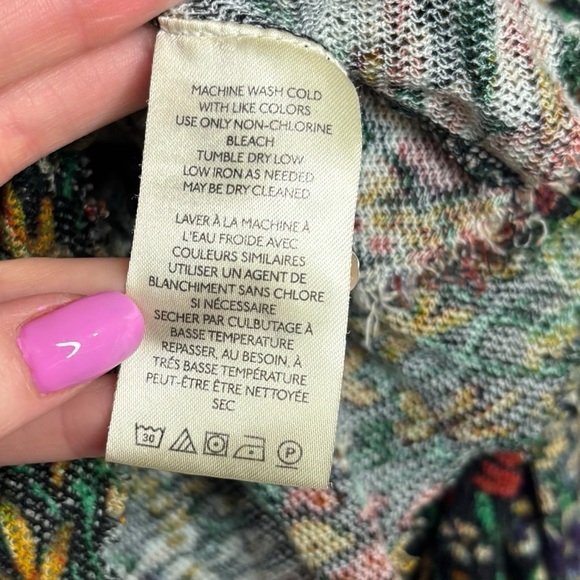 MACHINE WASH COLD
WITH LIKE COLORS
USE ONLY NON-CHLORINE
BLEACH
TUMBLE DRY LOW
LOW IRON AS NEEDED
MAY BE DRY CLEANED
LAVER À LA MACHINE À
L'EAU FROIDE AVEC
COULEURS SIMILAIRES
UTILISER UN AGENT DE
BLANCHIMENT SANS CHLORE
SI NÉCESSAIRE
SECHER PAR CULBUTAGE À
BASSE TEMPÉRATURE
REPASSER, AU BESOIN, À
TRÉS BASSE TEMPÉRATURE
PEUT-ÊTRE ÊTRE NETTOYÉE
SEC
30 P